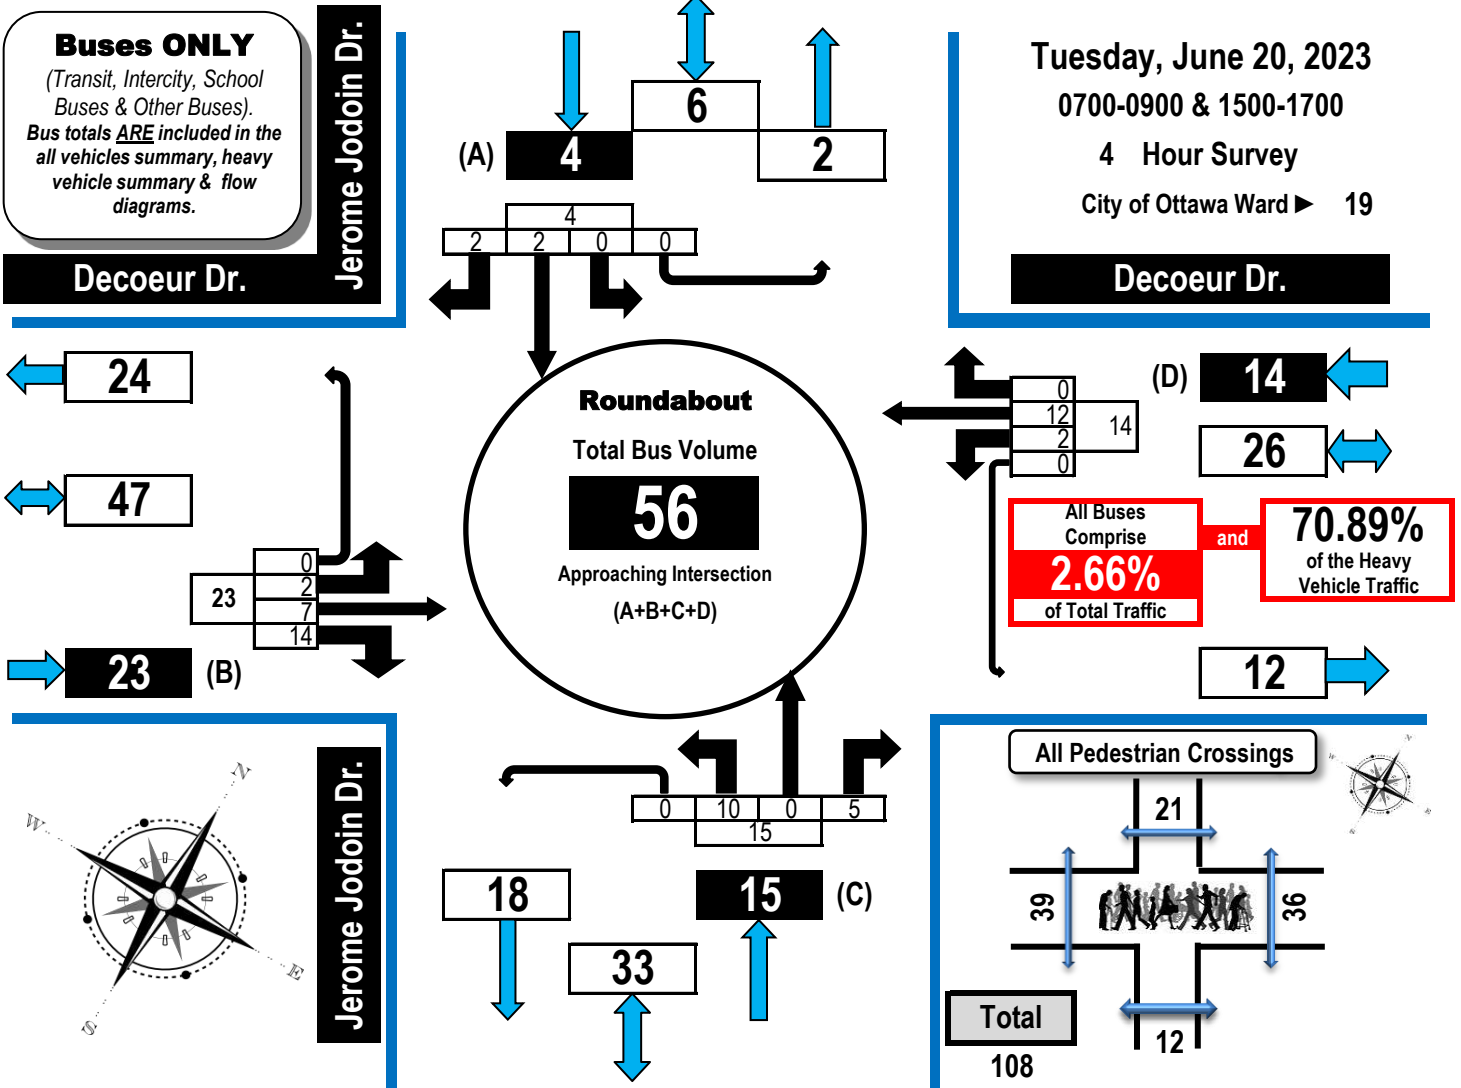 Buses ONLY
(Transit, Intercity, School
Buses & Other Buses).
Bus totals ARE included in the
all vehicles summary, heavy
vehicle summary & flow
diagrams.
Jerome Jodoin Dr.
Decoeur Dr.
(A)
4
6
2
4
2
2
0
0
Tuesday, June 20, 2023
0700-0900 & 1500-1700
4 Hour Survey
City of Ottawa Ward ► 19
Decoeur Dr.
24
47
0
2
7
14
23
23
(B)
Roundabout
Total Bus Volume
56
Approaching Intersection
(A+B+C+D)
(D)
14
0
12
2
0
14
26
All Buses
Comprise
2.66%
of Total Traffic
and
70.89%
of the Heavy
Vehicle Traffic
12
Jerome Jodoin Dr.
N
W
E
S
0
10
0
5
15
18
33
15
(C)
All Pedestrian Crossings
N
W
E
S
21
39
36
12
Total
108